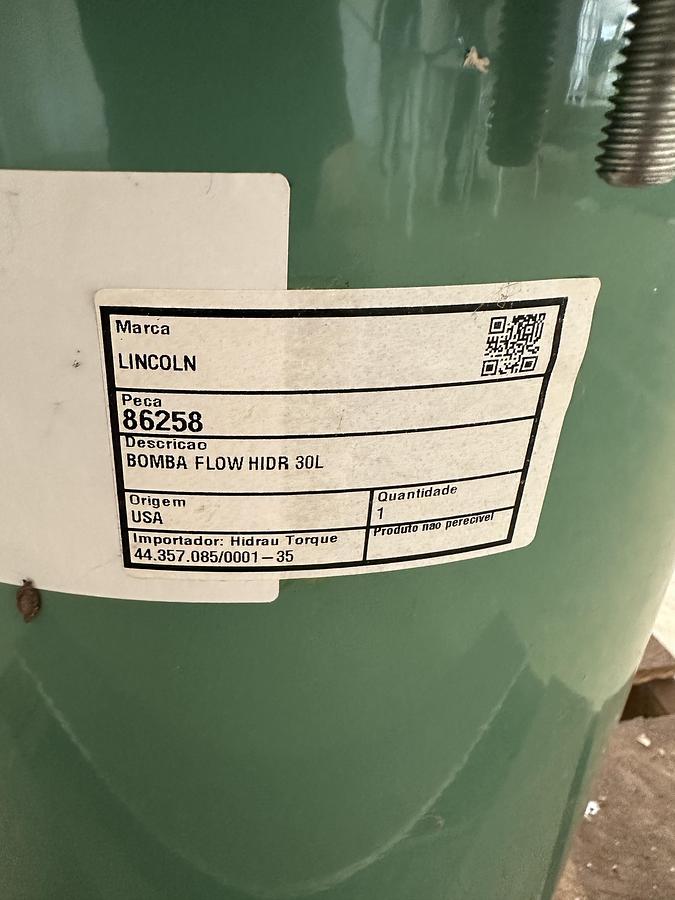 Marca
LINCOLN
Peca
86258
Descricao
BOMBA FLOW HIDR 30L
Origem
USA
Quantidade
1
Importador: Hidrau Torque
44.357.085/0001-35
Produto nao perecivel